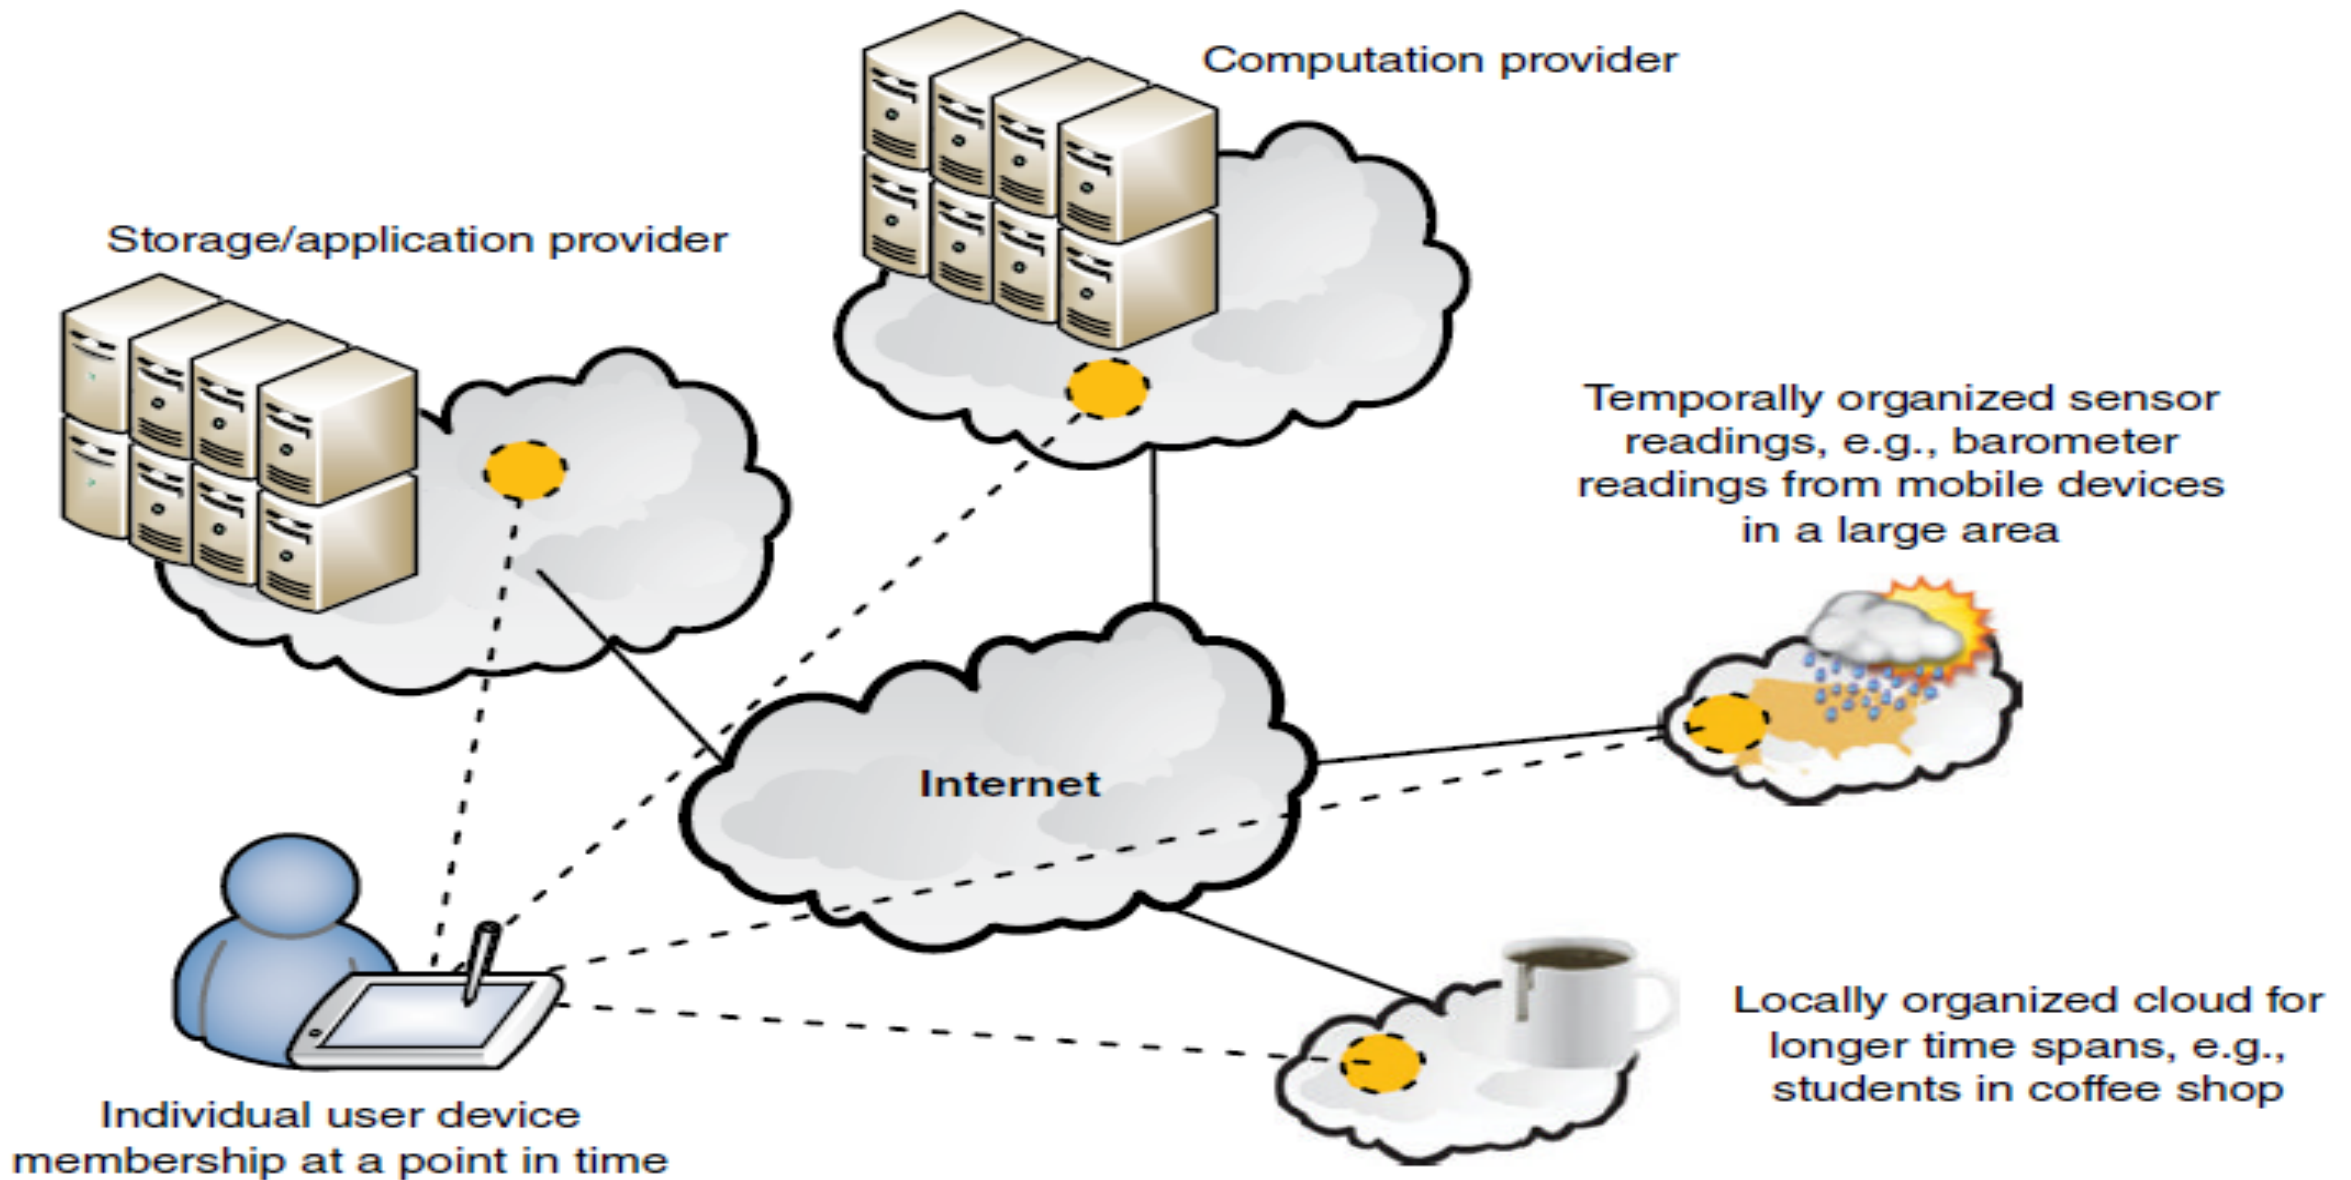 Computation provider
Storage/application provider
Temporally organized sensor
readings, e.g., barometer
readings from mobile devices
in a large area
Internet
Locally organized cloud for
longer time spans, e.g.,
students in coffee shop
Individual user device
membership at a point in time